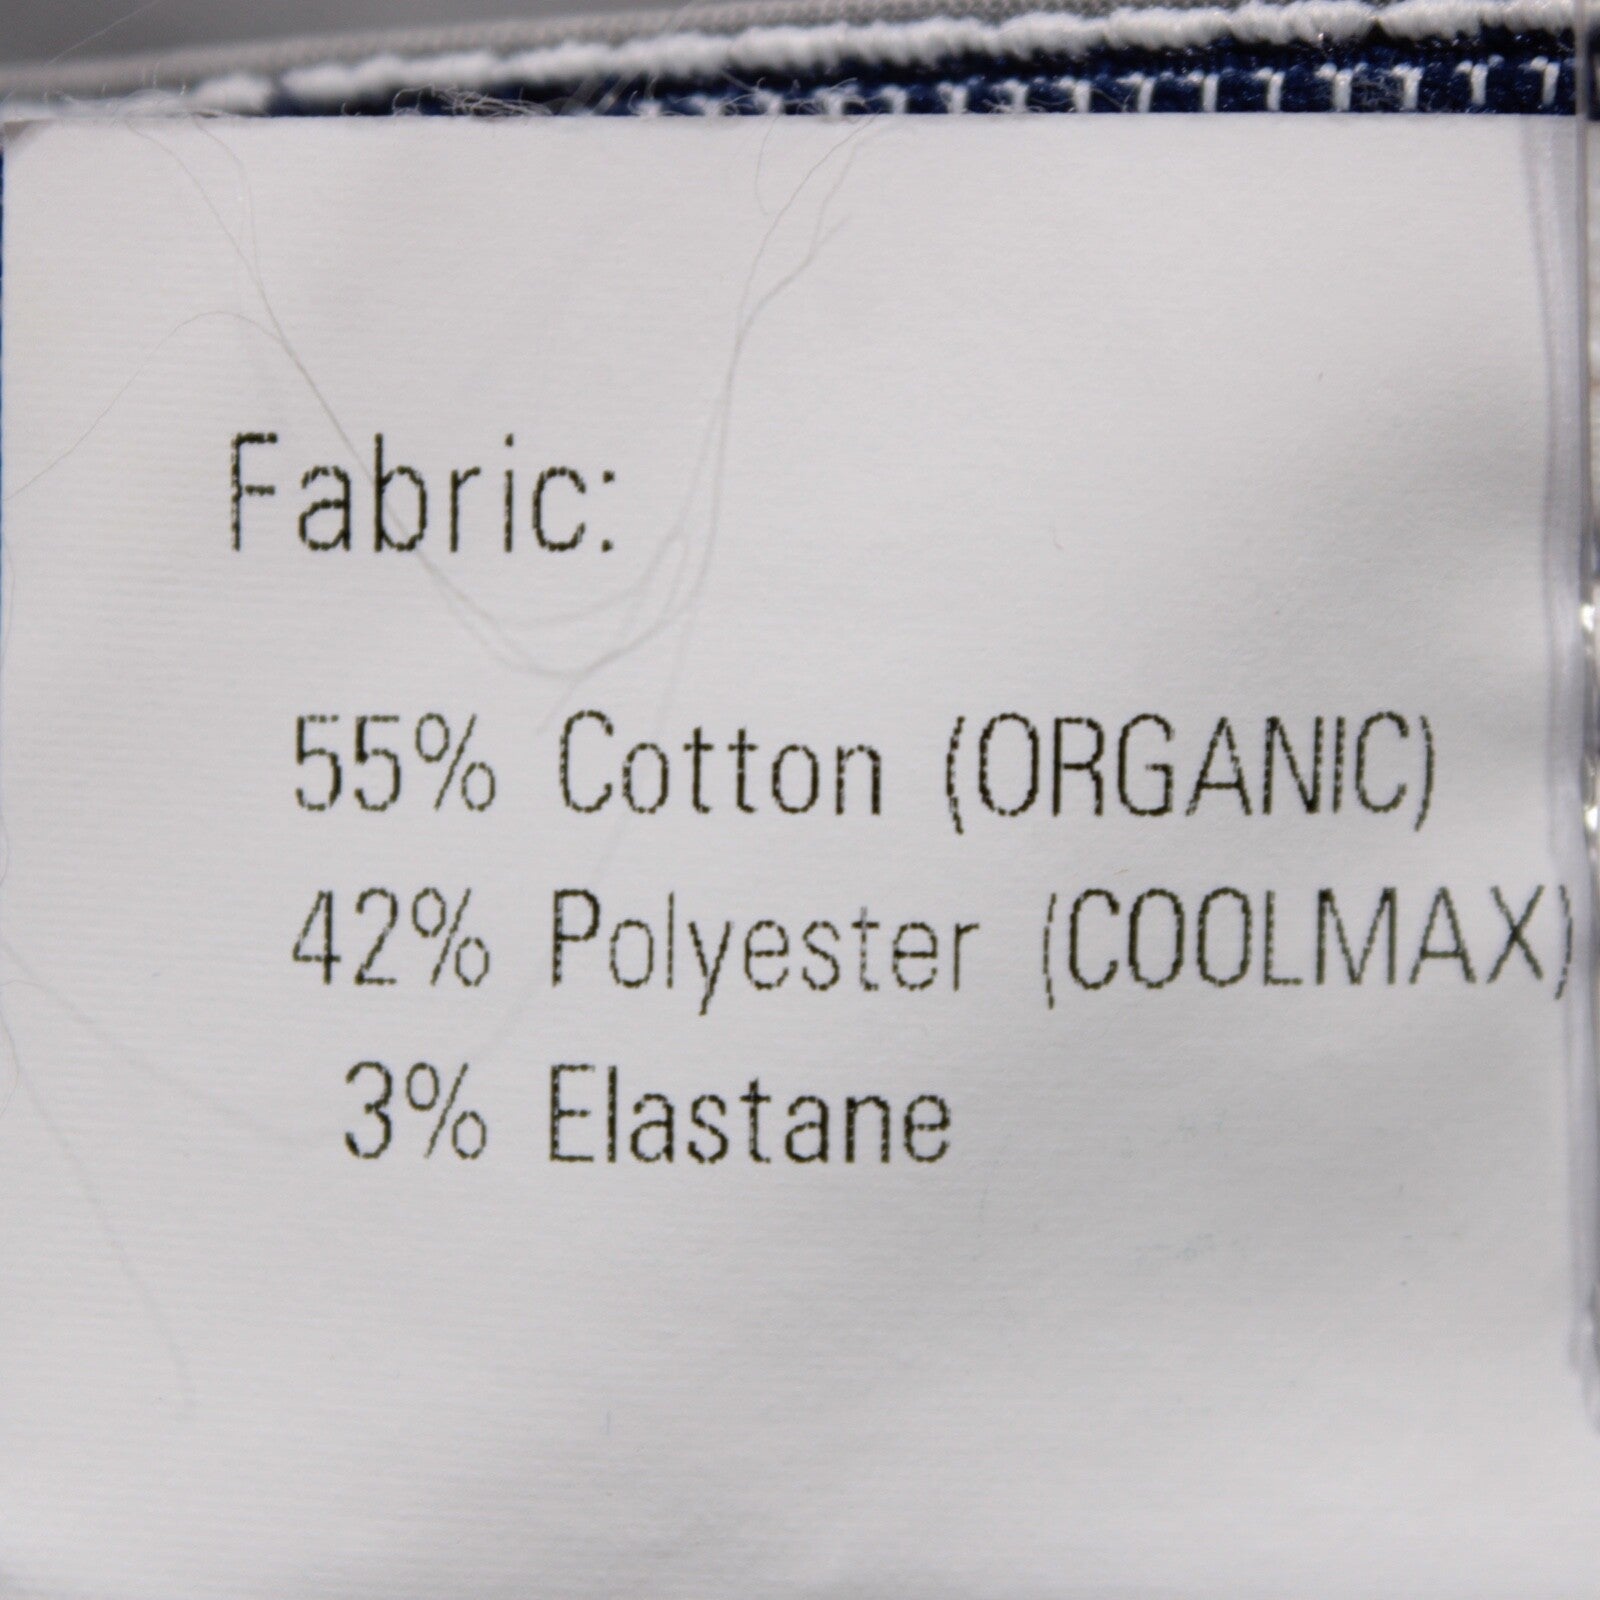 Fabric:
55% Cotton (ORGANIC)
42% Polyester (COOLMAX)
3% Elastane